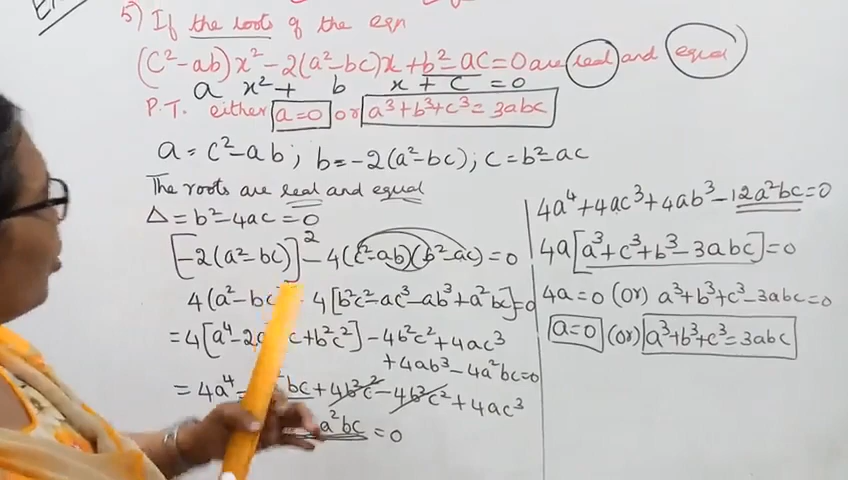 5) If the roots of the eqn
(C²-ab)x²-2(a²-bc)x+b²-ac=0 are real and equal
a x²+ b x + C =0
P.T. either a=0 or a³+b³+c³=3abc
a=c²-ab; b=-2(a²-bc); c=b²-ac
The roots are real and equal
Δ=b²-4ac=0
[-2(a²-bc)]²-4(c²-ab)(b²-ac)=0
4(a²-bc 4[b²c²-ac³-ab³+a²bc]=0
=4[a⁴-2a c+b²c²]-4b²c²+4ac³
+4ab³-4a²bc=0
=4a⁴ bc+4b²c²-4b²c²+4ac³
a²bc=0
4a⁴+4ac³+4ab³-12a²bc=0
4a[a³+c³+b³-3abc]=0
4a=0 (or) a³+b³+c³-3abc=0
a=0 (or) a³+b³+c³=3abc